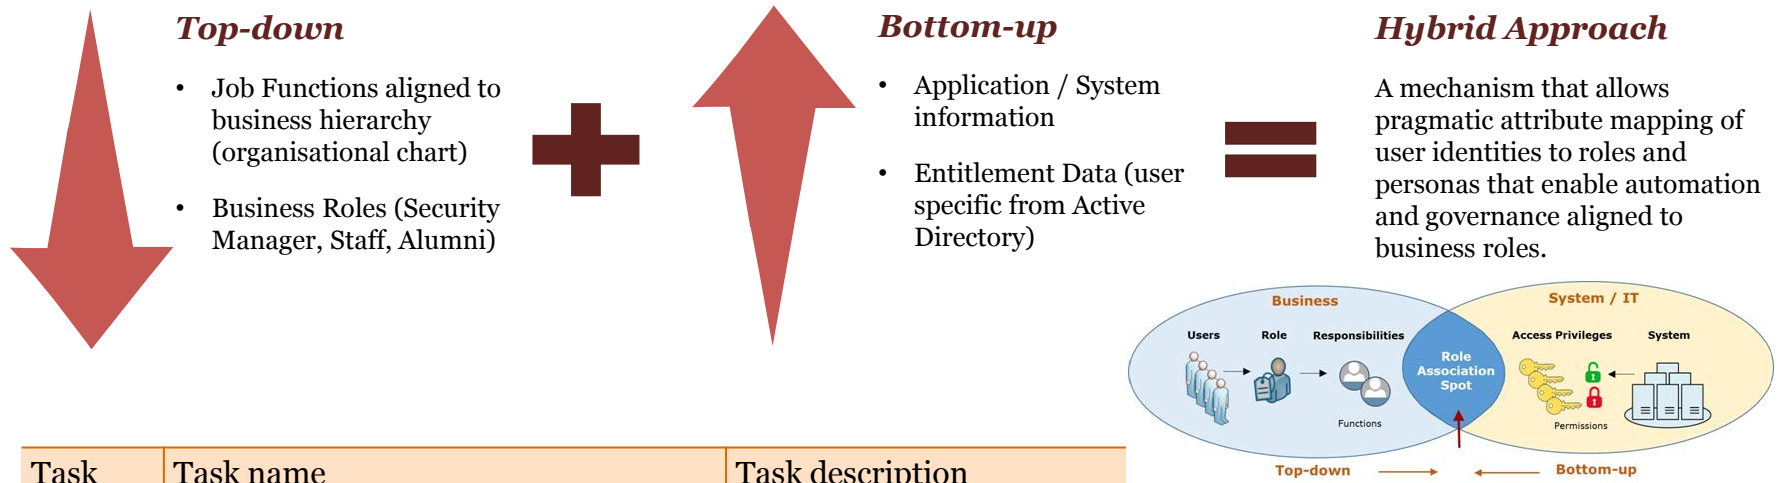 Top-down
• Job Functions aligned to
business hierarchy
(organisational chart)
• Business Roles (Security
Manager, Staff, Alumni)
Bottom-up
• Application / System
information
• Entitlement Data (user
specific from Active
Directory)
Hybrid Approach
A mechanism that allows
pragmatic attribute mapping of
user identities to roles and
personas that enable automation
and governance aligned to
business roles.
Business
System / IT
Users
Role
Responsibilities
Access Privileges
System
Role
Association
Spot
Functions
Permissions
Top-down
Bottom-up
Task
Task name
Task description